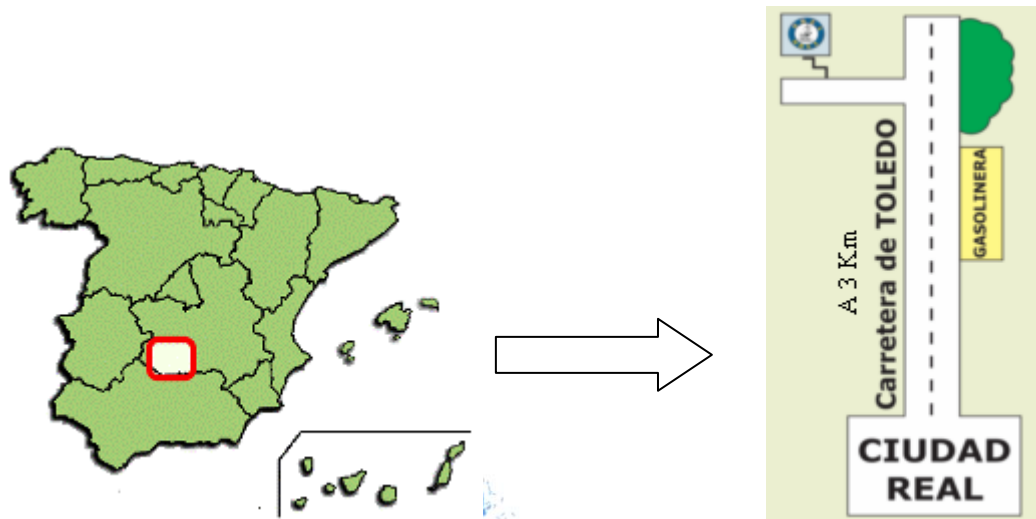 GASOLINERA
Carretera de TOLEDO
A 3 Km
CIUDAD
REAL